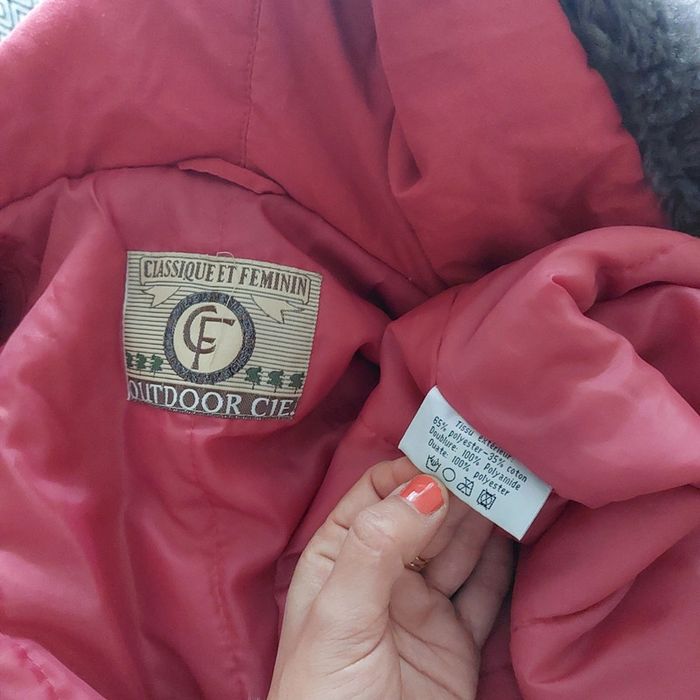 CLASSIQUE ET FEMININ
CF
OUTDOOR CIE.
Tissu extérieur:
65% polyester-35% coton
Doublure: 100% Polyamide
Ouate: 100% polyester